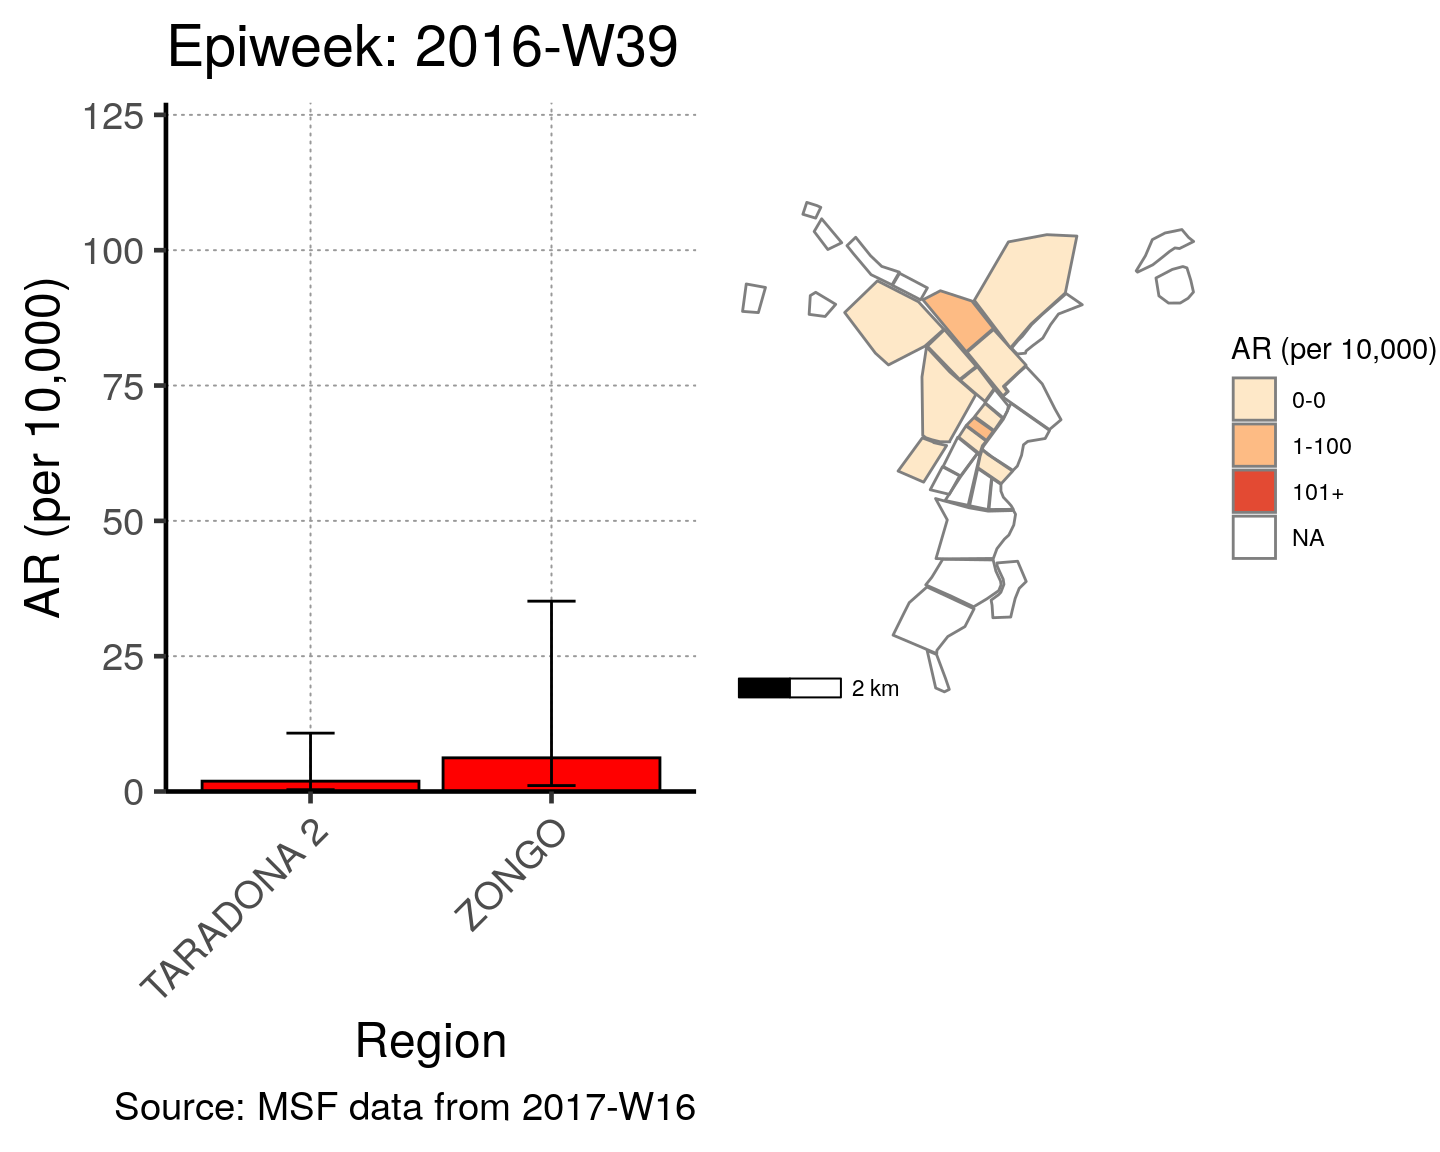 Epiweek: 2016-W39
AR (per 10,000)
125
100
75
50
25
0
TARADONA 2
ZONGO
Region
Source: MSF data from 2017-W16
2 km
AR (per 10,000)
0-0
1-100
101+
NA